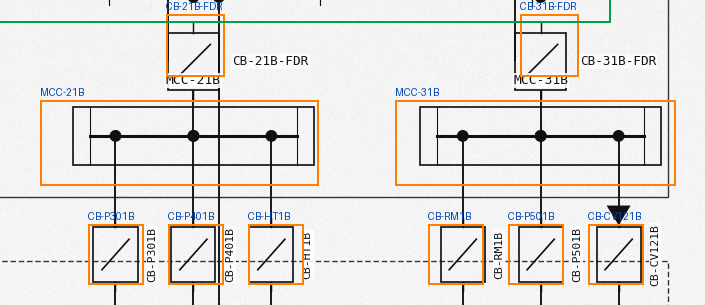 CB-21B-FDR
CB-31B-FDR
CB-21B-FDR
CB-31B-FDR
MCC-21B
MCC-31B
MCC-21B
MCC-31B
CB-P301B
CB-P401B
CB-HT1B
CB-RM1B
CB-P501B
CB-CV121B
CB-P301B
CB-P401B
CB-HT1B
CB-RM1B
CB-P501B
CB-CV121B